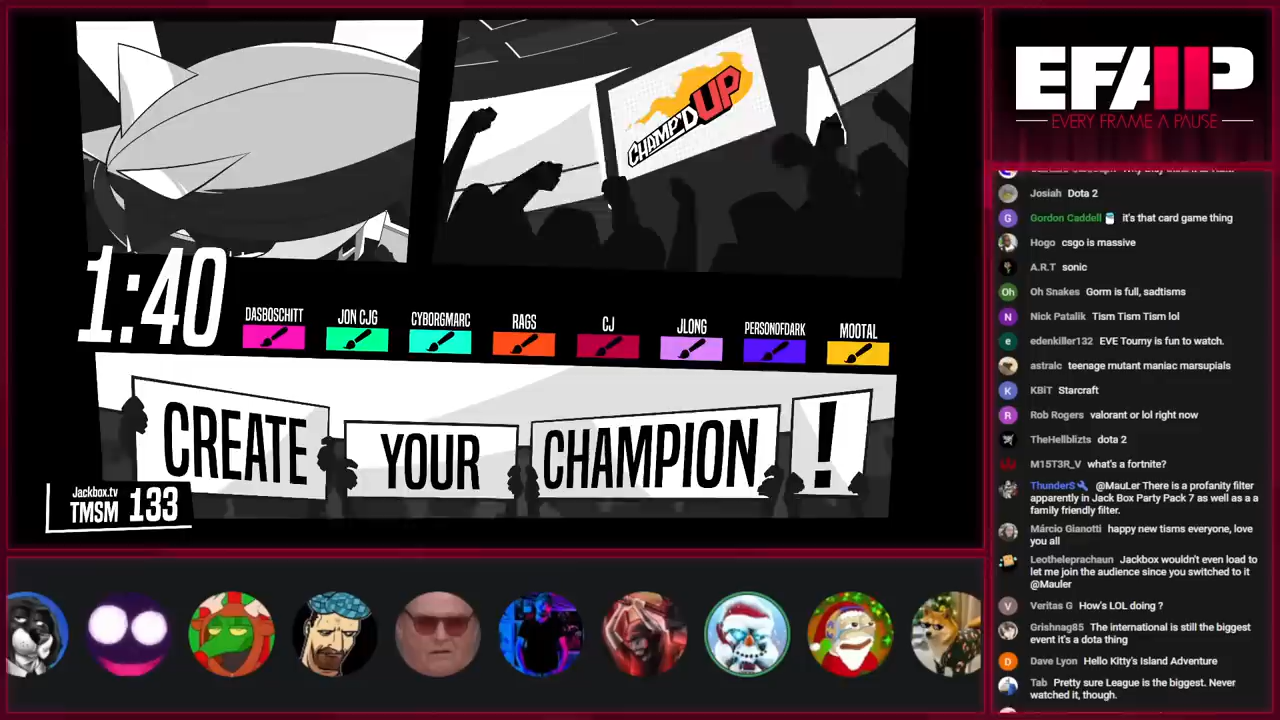 CHAMP'D UP
1:40
DASBOSCHITT
JON CJG
CYBORGMARC
RAGS
CJ
JLONG
PERSONOFDARK
MOOTAL
CREATE YOUR CHAMPION !
Jackbox.tv
TMSM 133
EFAP
EVERY FRAME A PAUSE
Josiah Dota 2
G Gordon Caddell it's that card game thing
Hogo csgo is massive
A.R.T sonic
Oh Oh Snakes Gorm is full, sadtisms
N Nick Patalik Tism Tism Tism lol
e edenkiller132 EVE Tourny is fun to watch.
astralc teenage mutant maniac marsupials
K KBiT Starcraft
R Rob Rogers valorant or lol right now
TheHellblizts dota 2
M15T3R_V what's a fortnite?
ThunderS @MauLer There is a profanity filter
apparently in Jack Box Party Pack 7 as well as a a
family friendly filter.
Márcio Gianotti happy new tisms everyone, love
you all
Leotheleprachaun Jackbox wouldn't even load to
let me join the audience since you switched to it
@Mauler
V Veritas G How's LOL doing ?
Grishnag85 The international is still the biggest
event it's a dota thing
D Dave Lyon Hello Kitty's Island Adventure
Tab Pretty sure League is the biggest. Never
watched it, though.